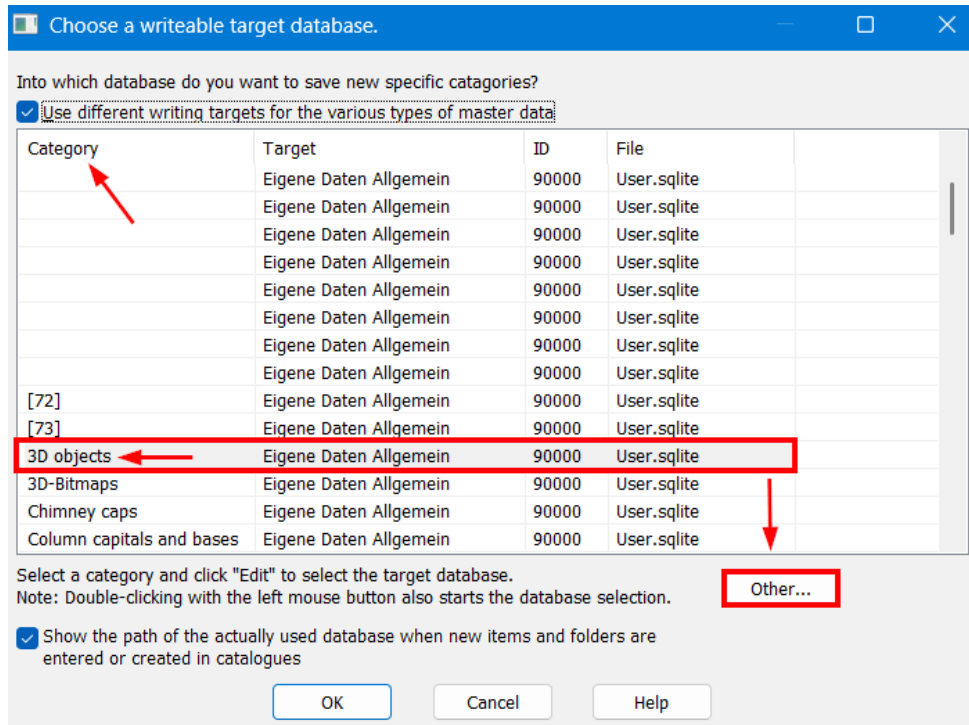 Choose a writeable target database.
Into which database do you want to save new specific catagories?
Use different writing targets for the various types of master data
Category Target ID File
Eigene Daten Allgemein 90000 User.sqlite
Eigene Daten Allgemein 90000 User.sqlite
Eigene Daten Allgemein 90000 User.sqlite
Eigene Daten Allgemein 90000 User.sqlite
Eigene Daten Allgemein 90000 User.sqlite
Eigene Daten Allgemein 90000 User.sqlite
Eigene Daten Allgemein 90000 User.sqlite
Eigene Daten Allgemein 90000 User.sqlite
[72] Eigene Daten Allgemein 90000 User.sqlite
[73] Eigene Daten Allgemein 90000 User.sqlite
3D objects Eigene Daten Allgemein 90000 User.sqlite
3D-Bitmaps Eigene Daten Allgemein 90000 User.sqlite
Chimney caps Eigene Daten Allgemein 90000 User.sqlite
Column capitals and bases Eigene Daten Allgemein 90000 User.sqlite
Select a category and click "Edit" to select the target database.
Note: Double-clicking with the left mouse button also starts the database selection.
Other...
Show the path of the actually used database when new items and folders are
entered or created in catalogues
OK Cancel Help